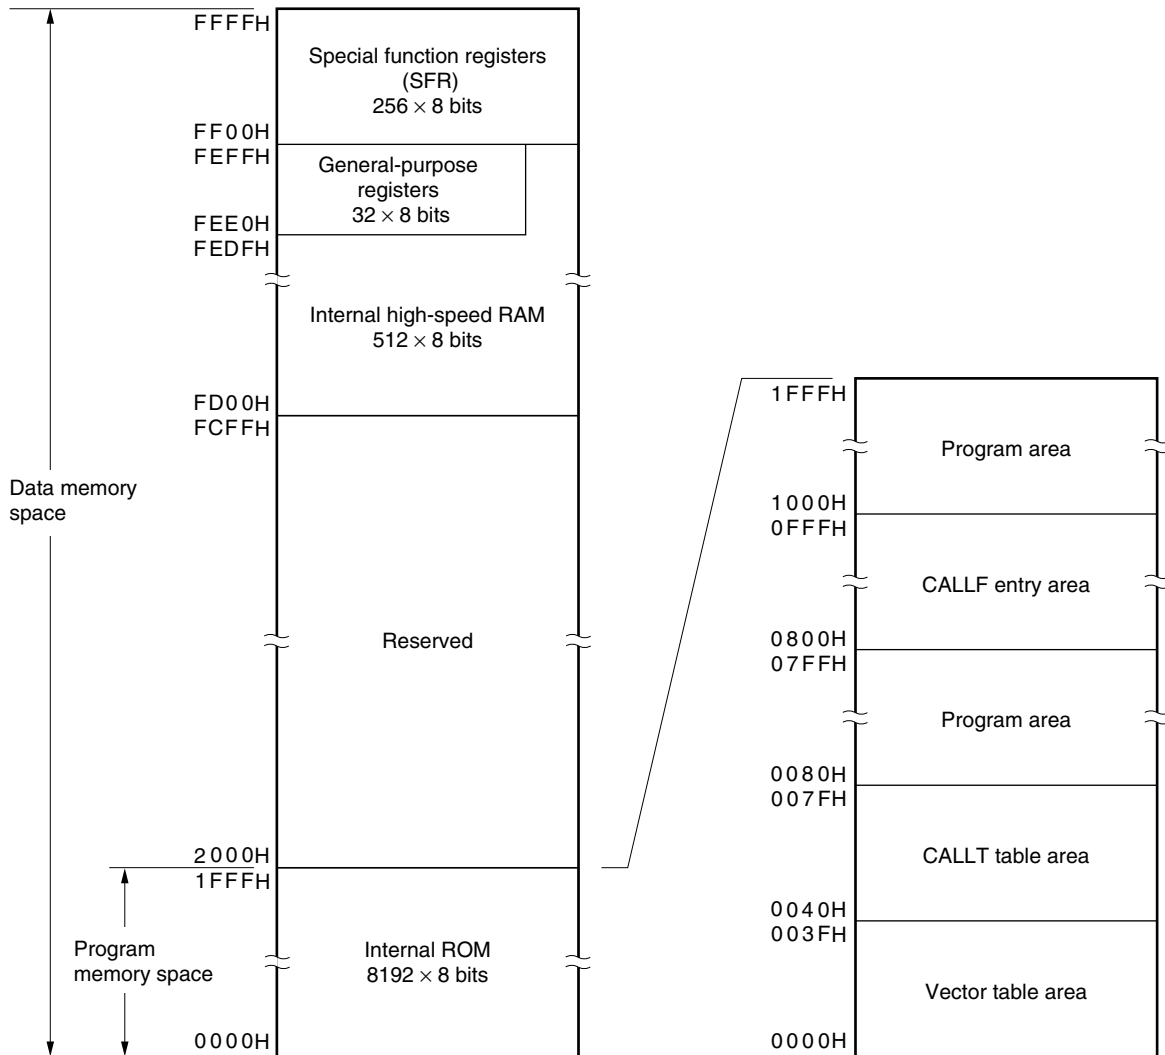 FFFFH
Special function registers
(SFR)
256 × 8 bits
FF00H
FEFFH
General-purpose
registers
32 × 8 bits
FEE0H
FEDFH
Internal high-speed RAM
512 × 8 bits
FD00H
FCFFH
Data memory
space
Reserved
2000H
1FFFH
Program
memory space
Internal ROM
8192 × 8 bits
0000H
1FFFH
Program area
1000H
0FFFH
CALLF entry area
0800H
07FFH
Program area
0080H
007FH
CALLT table area
0040H
003FH
Vector table area
0000H